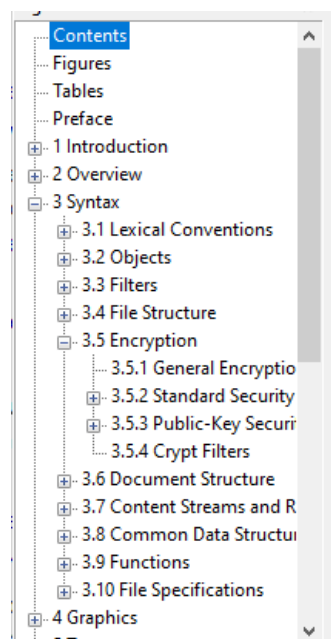 Contents
Figures
Tables
Preface
1 Introduction
2 Overview
3 Syntax
3.1 Lexical Conventions
3.2 Objects
3.3 Filters
3.4 File Structure
3.5 Encryption
3.5.1 General Encryptio
3.5.2 Standard Security
3.5.3 Public-Key Securi
3.5.4 Crypt Filters
3.6 Document Structure
3.7 Content Streams and R
3.8 Common Data Structu
3.9 Functions
3.10 File Specifications
4 Graphics